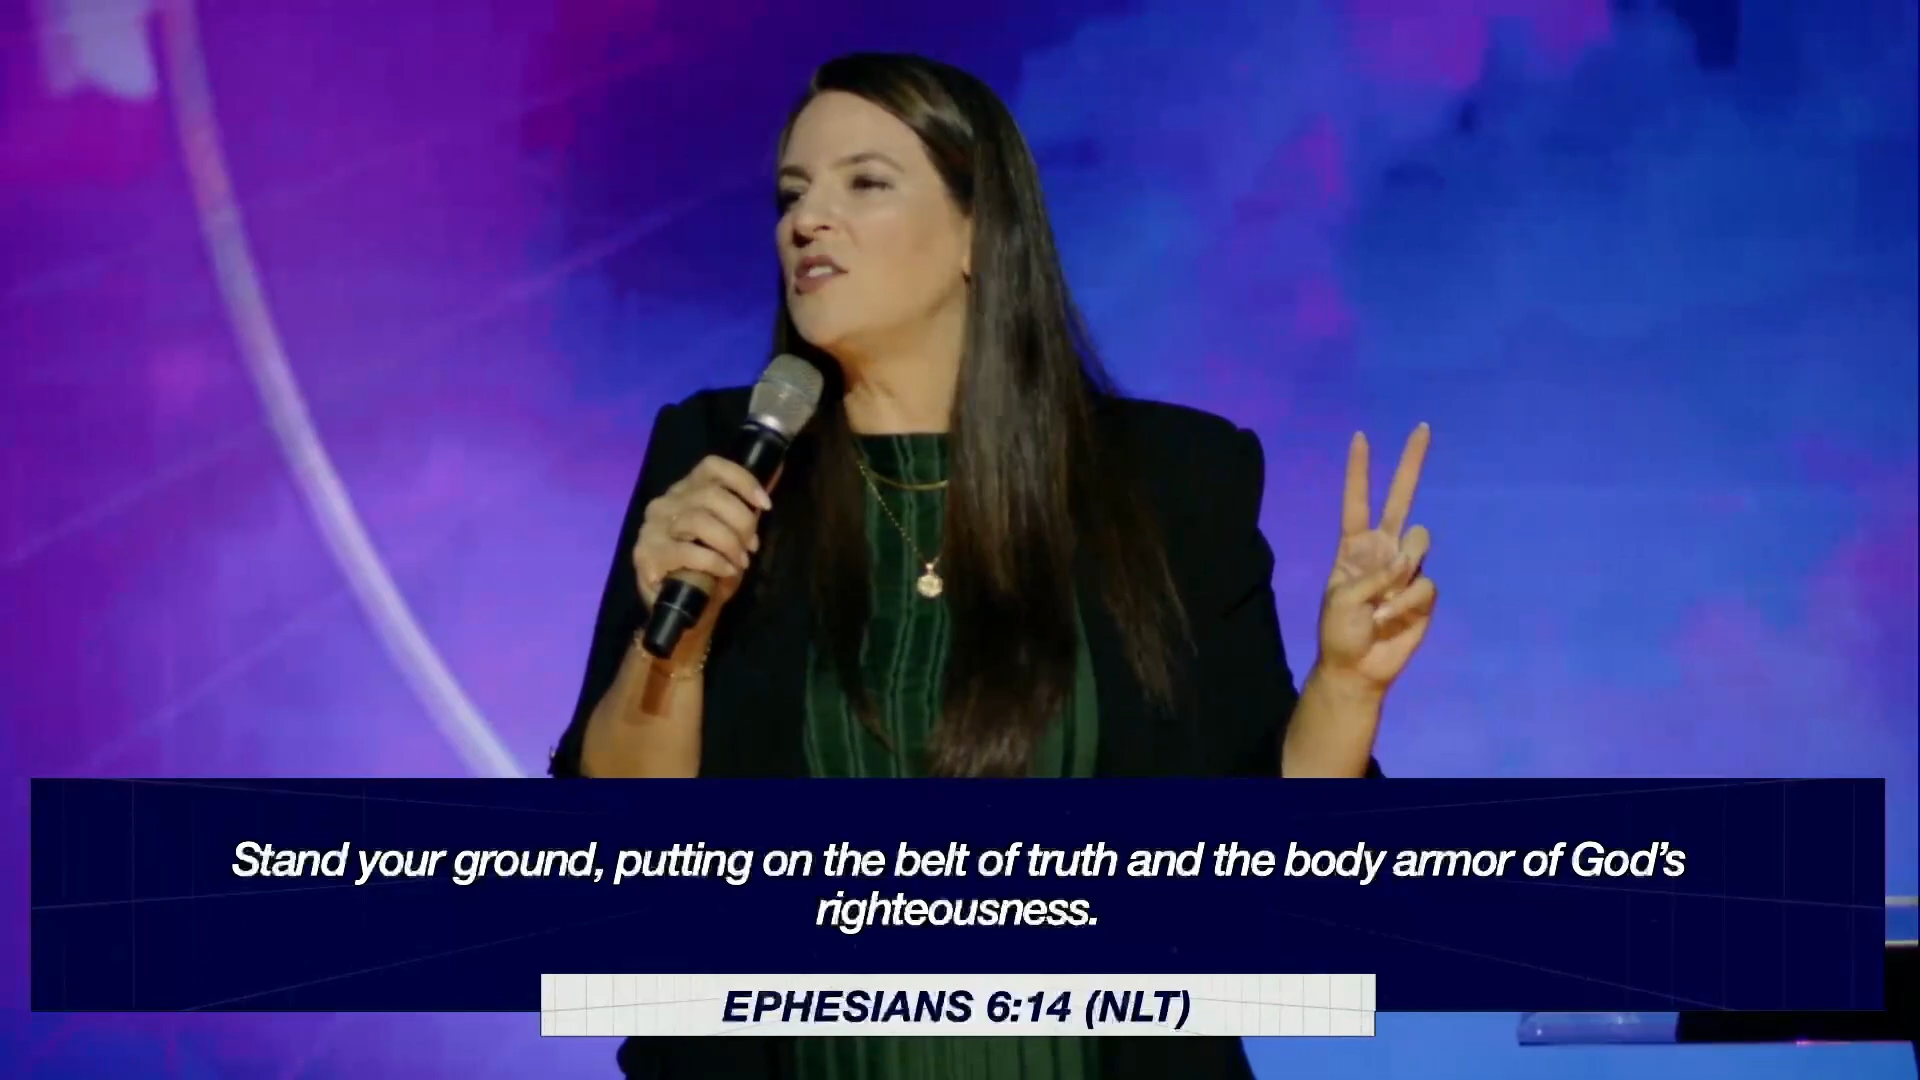 Stand your ground, putting on the belt of truth and the body armor of God’s
righteousness.
EPHESIANS 6:14 (NLT)